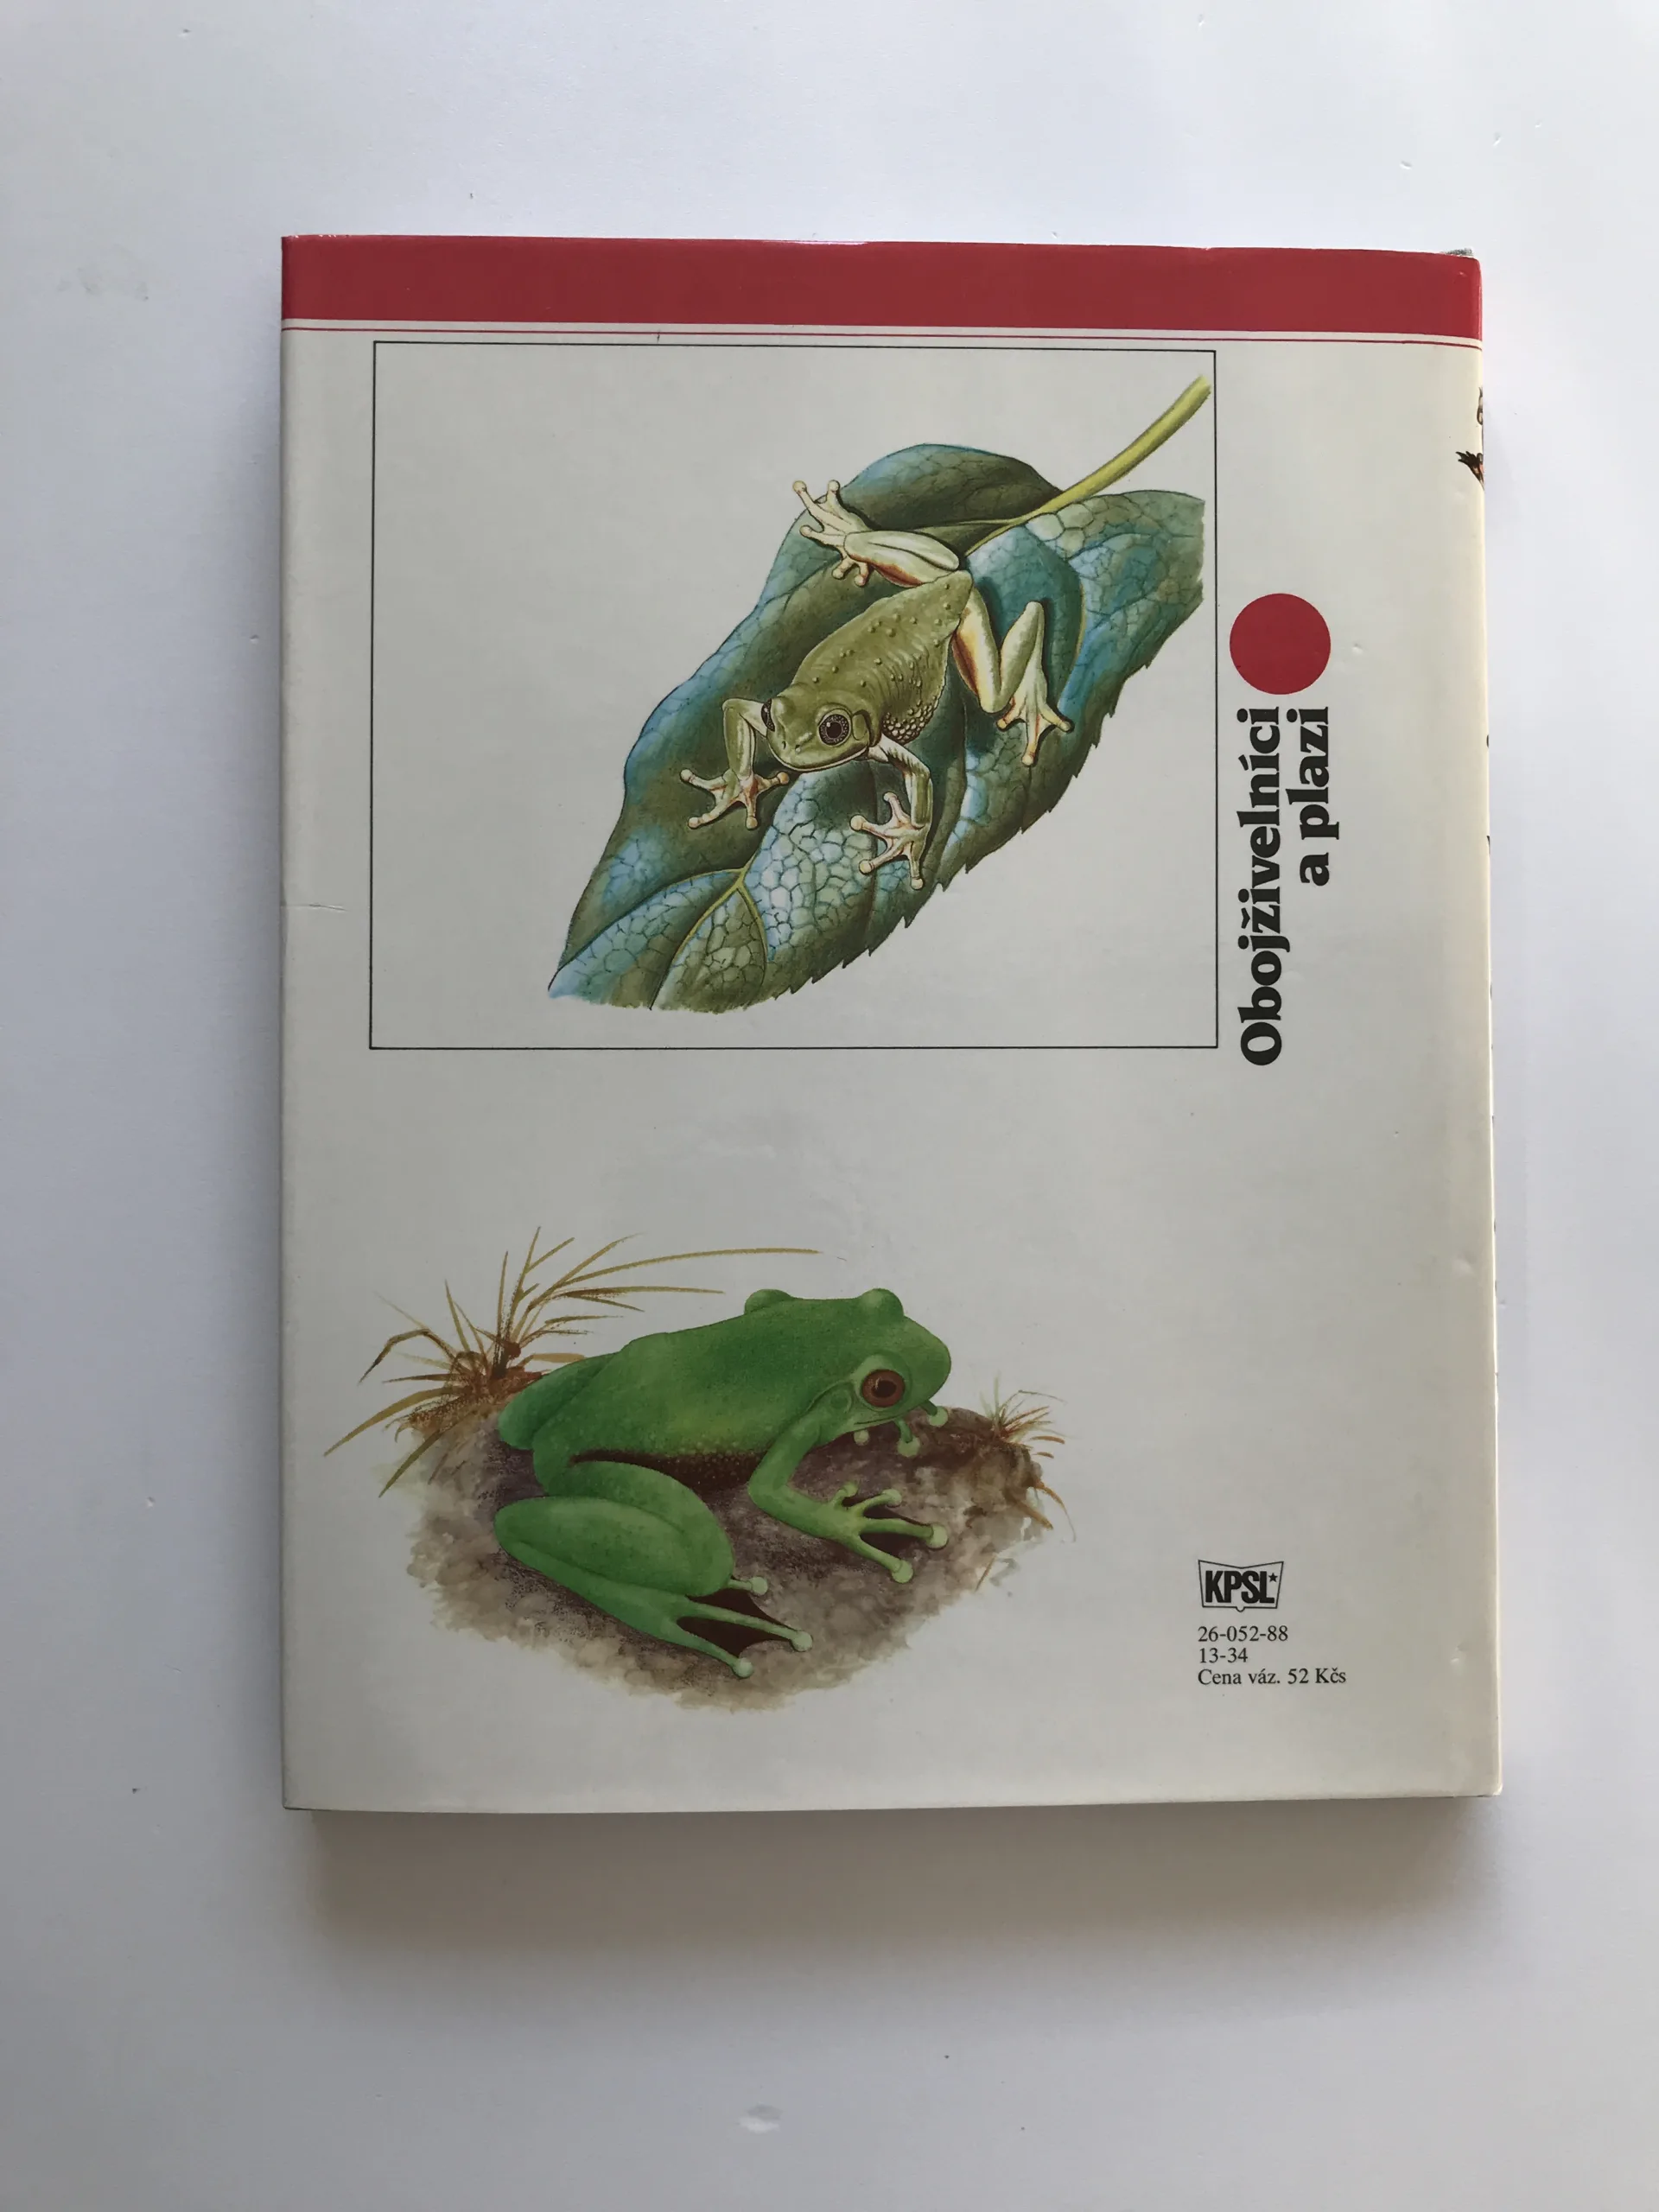 Obojživelníci
a plazi
KPSL*
26-052-88
13-34
Cena váz. 52 Kčs